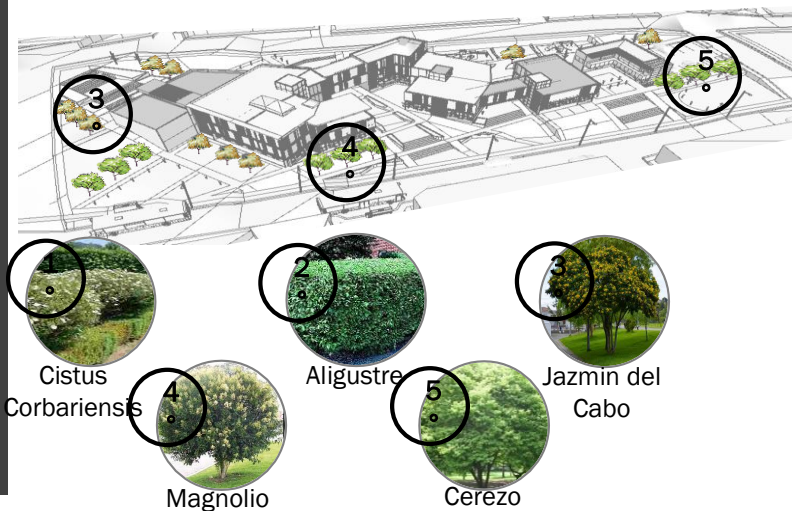 3
4
5
1
2
3
Cistus
Corbariensis
Aligustre
Jazmin del
Cabo
4
5
Magnolio
Cerezo